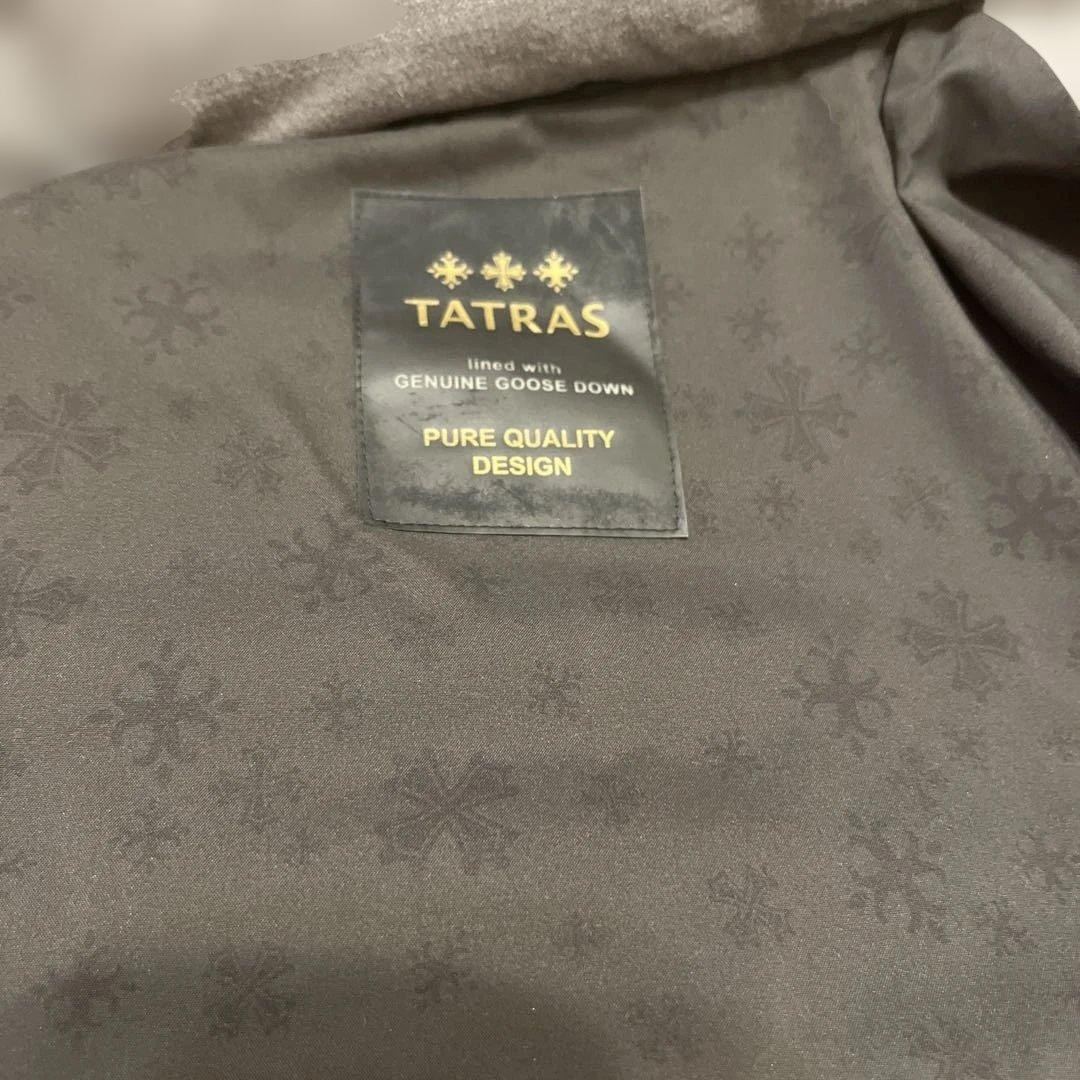 TATRAS
lined with
GENUINE GOOSE DOWN
PURE QUALITY
DESIGN